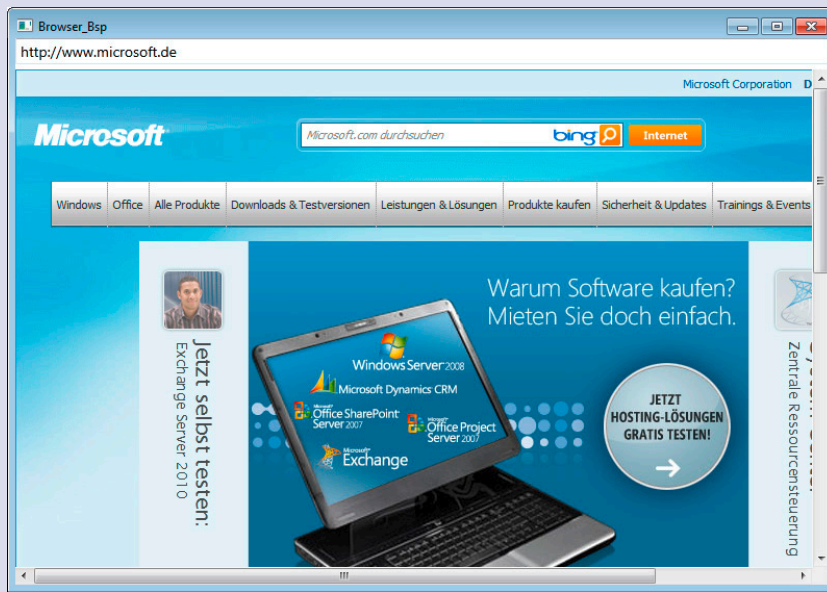 Browser_Bsp
http://www.microsoft.de
Microsoft Corporation D
Microsoft
Microsoft.com durchsuchen
bing
Internet
Windows
Office
Alle Produkte
Downloads & Testversionen
Leistungen & Lösungen
Produkte kaufen
Sicherheit & Updates
Trainings & Events
Jetzt selbst testen:
Exchange Server 2010
Warum Software kaufen?
Mieten Sie doch einfach.
Windows Server 2008
Microsoft Dynamics CRM
Microsoft
Office SharePoint
Server 2007
Microsoft
Office Project
Server 2007
Microsoft
Exchange
JETZT
HOSTING-LÖSUNGEN
GRATIS TESTEN!
Zentrale Ressourcensteuerung